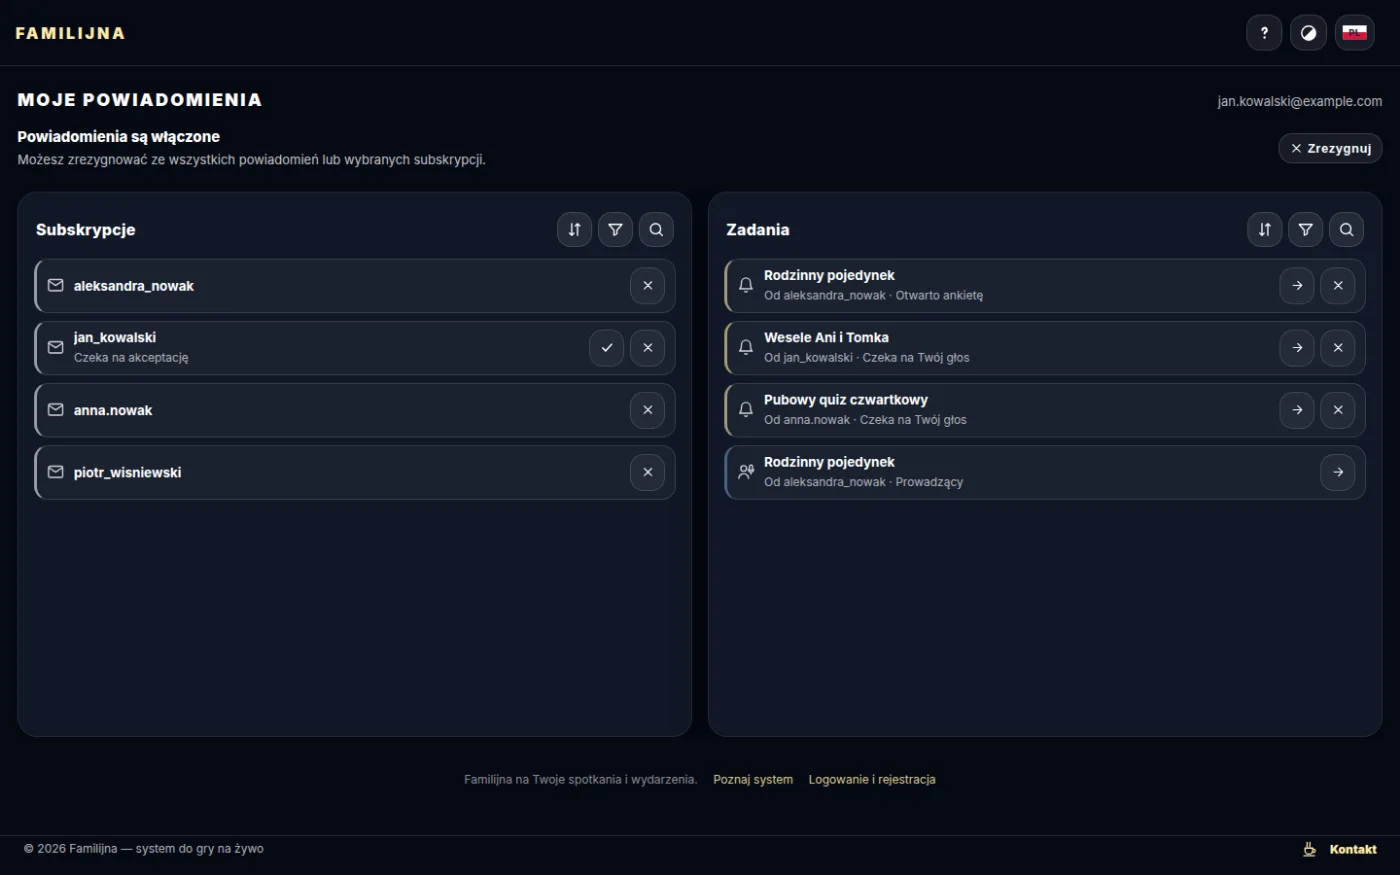 FAMILIJNA
?
PL
MOJE POWIADOMIENIA
jan.kowalski@example.com
Powiadomienia są włączone
Możesz zrezygnować ze wszystkich powiadomień lub wybranych subskrypcji.
Zrezygnuj
Subskrypcje
aleksandra_nowak
jan_kowalski
Czeka na akceptację
anna.nowak
piotr_wisniewski
Zadania
Rodzinny pojedynek
Od aleksandra_nowak · Otwarto ankietę
Wesele Ani i Tomka
Od jan_kowalski · Czeka na Twój głos
Pubowy quiz czwartkowy
Od anna.nowak · Czeka na Twój głos
Rodzinny pojedynek
Od aleksandra_nowak · Prowadzący
Familijna na Twoje spotkania i wydarzenia. Poznaj system Logowanie i rejestracja
© 2026 Familijna — system do gry na żywo
Kontakt